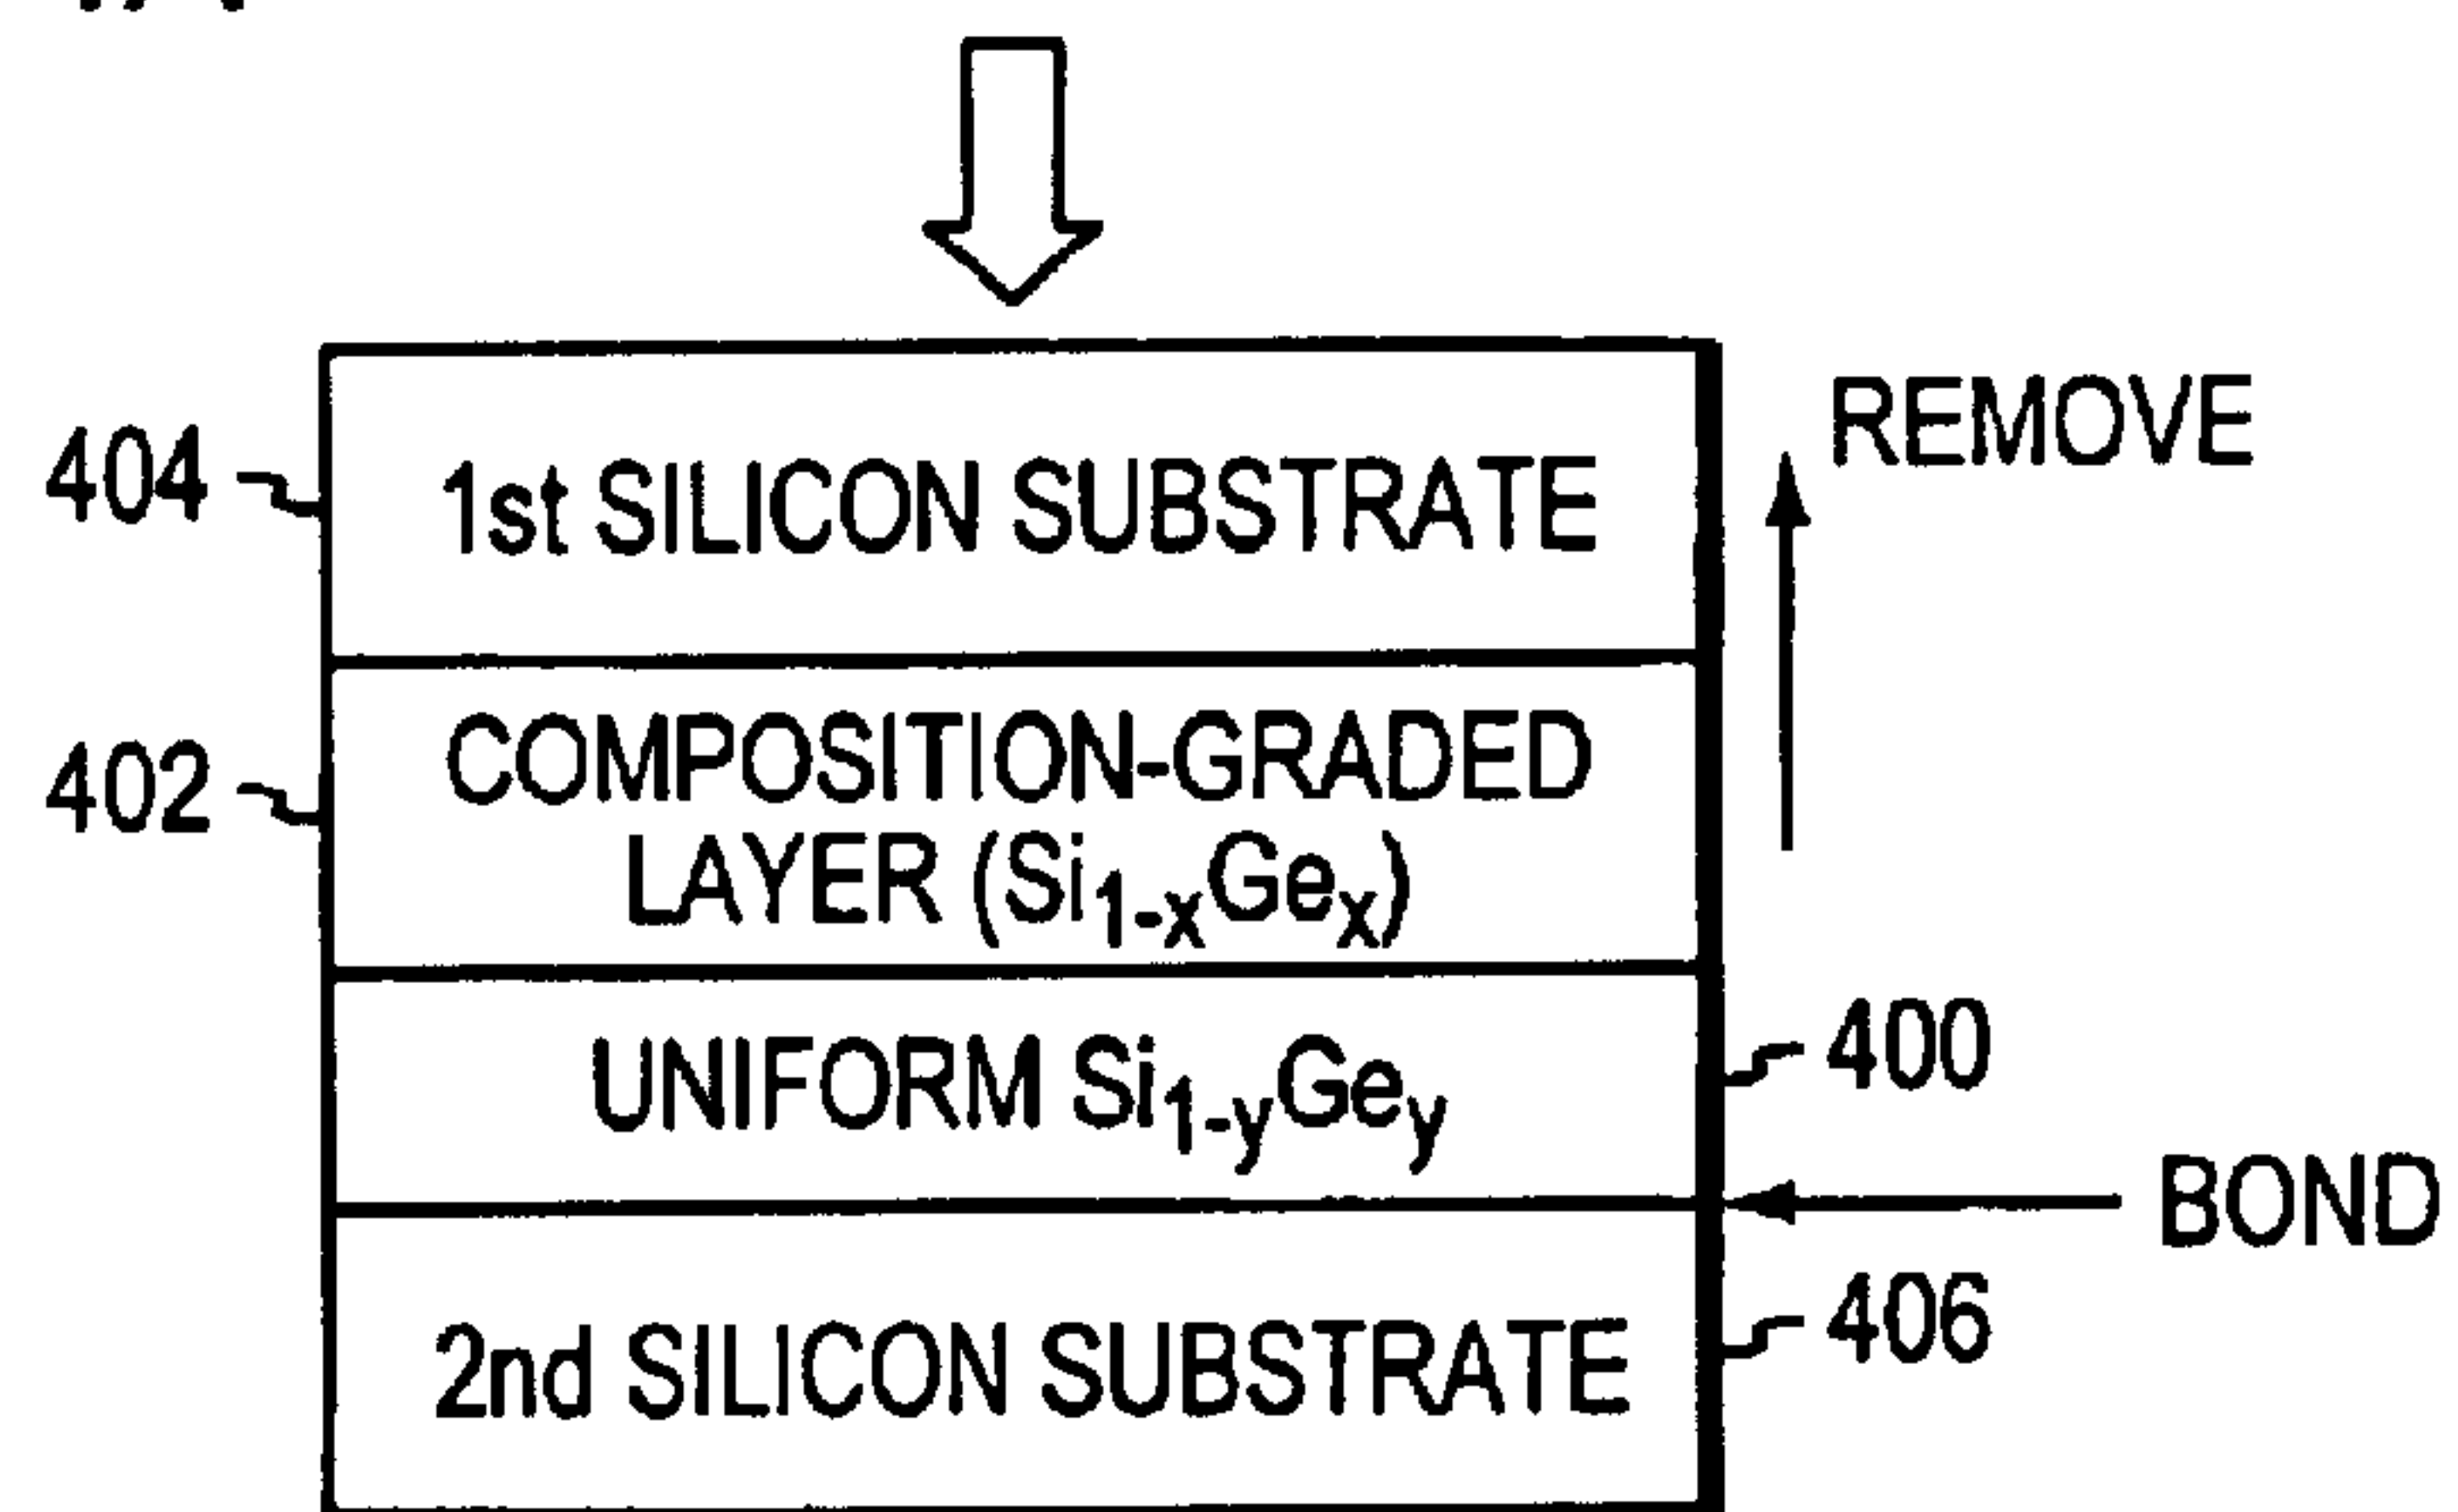 REMOVE
404
1st SILICON SUBSTRATE
402
COMPOSITION-GRADED
LAYER (Si1-xGex)
400
UNIFORM Si1-yGey
BOND
406
2nd SILICON SUBSTRATE